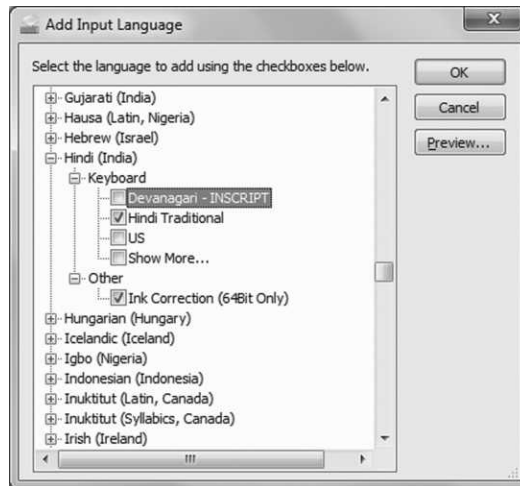 Add Input Language
Select the language to add using the checkboxes below.
OK
Cancel
Preview...
Gujarati (India)
Hausa (Latin, Nigeria)
Hebrew (Israel)
Hindi (India)
Keyboard
Devanagari - INSCRIPT
Hindi Traditional
US
Show More...
Other
Ink Correction (64Bit Only)
Hungarian (Hungary)
Icelandic (Iceland)
Igbo (Nigeria)
Indonesian (Indonesia)
Inuktitut (Latin, Canada)
Inuktitut (Syllabics, Canada)
Irish (Ireland)